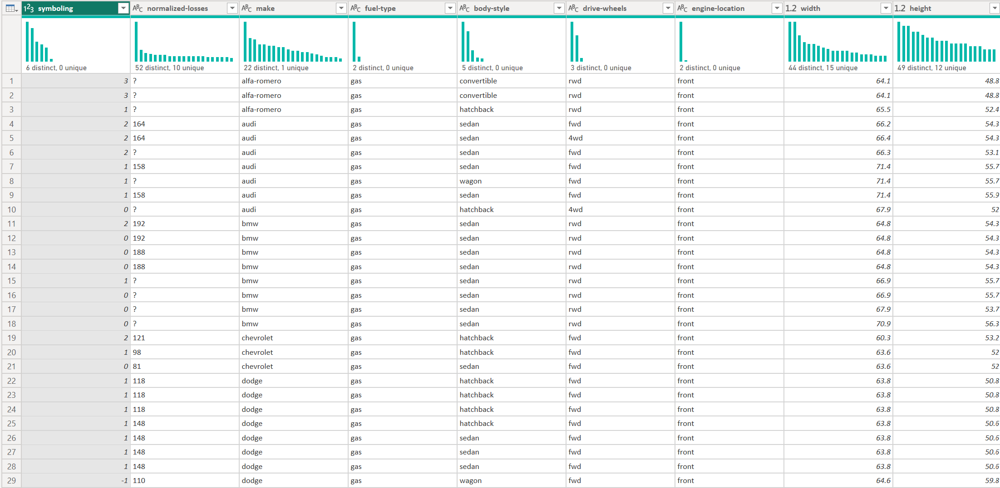 1²3 symboling ABC normalized-losses ABC make ABC fuel-type ABC body-style ABC drive-wheels ABC engine-location 1.2 width 1.2 height
6 distinct, 0 unique 52 distinct, 10 unique 22 distinct, 1 unique 2 distinct, 0 unique 5 distinct, 0 unique 3 distinct, 0 unique 2 distinct, 0 unique 44 distinct, 15 unique 49 distinct, 12 unique
1 3 ? alfa-romero gas convertible rwd front 64.1 48.8
2 3 ? alfa-romero gas convertible rwd front 64.1 48.8
3 1 ? alfa-romero gas hatchback rwd front 65.5 52.4
4 2 164 audi gas sedan fwd front 66.2 54.3
5 2 164 audi gas sedan 4wd front 66.4 54.3
6 2 ? audi gas sedan fwd front 66.3 53.1
7 1 158 audi gas sedan fwd front 71.4 55.7
8 1 ? audi gas wagon fwd front 71.4 55.7
9 1 158 audi gas sedan fwd front 71.4 55.9
10 0 ? audi gas hatchback 4wd front 67.9 52
11 2 192 bmw gas sedan rwd front 64.8 54.3
12 0 192 bmw gas sedan rwd front 64.8 54.3
13 0 188 bmw gas sedan rwd front 64.8 54.3
14 0 188 bmw gas sedan rwd front 64.8 54.3
15 1 ? bmw gas sedan rwd front 66.9 55.7
16 0 ? bmw gas sedan rwd front 66.9 55.7
17 0 ? bmw gas sedan rwd front 67.9 53.7
18 0 ? bmw gas sedan rwd front 70.9 56.3
19 2 121 chevrolet gas hatchback fwd front 60.3 53.2
20 1 98 chevrolet gas hatchback fwd front 63.6 52
21 0 81 chevrolet gas sedan fwd front 63.6 52
22 1 118 dodge gas hatchback fwd front 63.8 50.8
23 1 118 dodge gas hatchback fwd front 63.8 50.8
24 1 118 dodge gas hatchback fwd front 63.8 50.8
25 1 148 dodge gas hatchback fwd front 63.8 50.6
26 1 148 dodge gas sedan fwd front 63.8 50.6
27 1 148 dodge gas sedan fwd front 63.8 50.6
28 1 148 dodge gas sedan fwd front 63.8 50.6
29 -1 110 dodge gas wagon fwd front 64.6 59.8